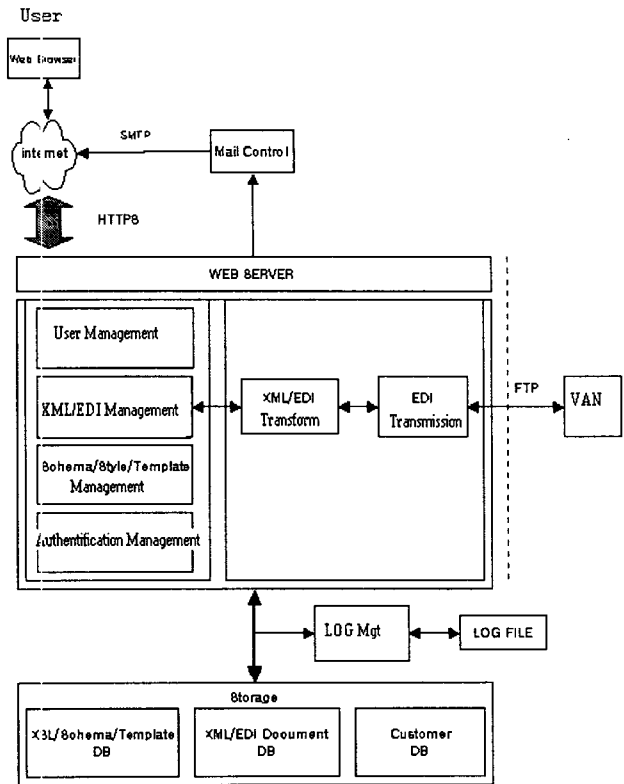 User
Web Browser
internet
SMTP
Mail Control
HTTPS
WEB SERVER
User Management
XML/EDI Management
XML/EDI
Transform
EDI
Transmission
FTP
VAN
Schema/Style/Template
Management
Authentification Management
LOG Mgt
LOG FILE
Storage
XSL/Schema/Template
DB
XML/EDI Document
DB
Customer
DB